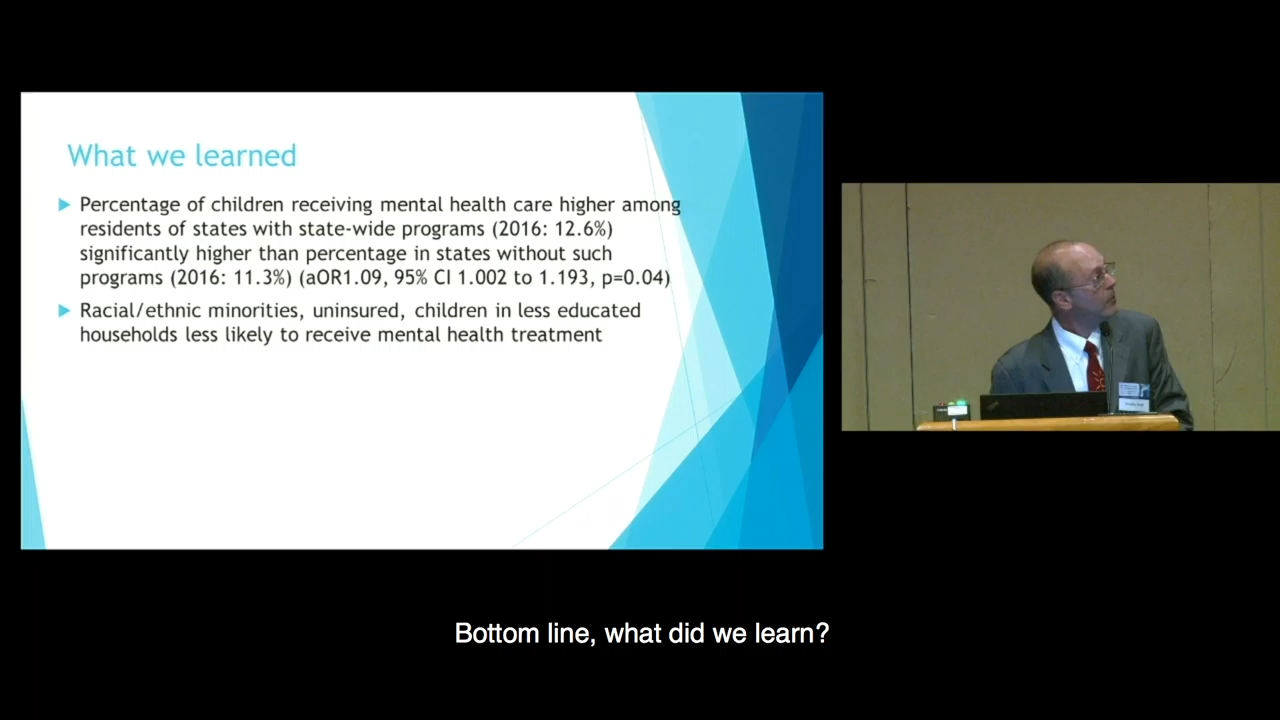 What we learned
Percentage of children receiving mental health care higher among
residents of states with state-wide programs (2016: 12.6%)
significantly higher than percentage in states without such
programs (2016: 11.3%) (aOR1.09, 95% CI 1.002 to 1.193, p=0.04)
Racial/ethnic minorities, uninsured, children in less educated
households less likely to receive mental health treatment
Bottom line, what did we learn?